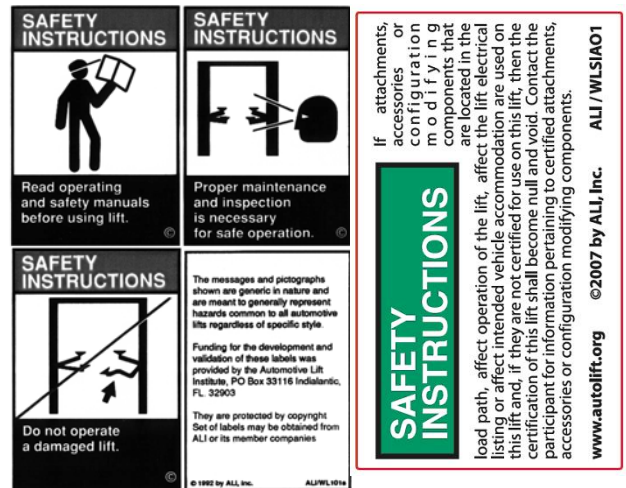 SAFETY
INSTRUCTIONS
Read operating
and safety manuals
before using lift.
©
SAFETY
INSTRUCTIONS
Proper maintenance
and inspection
is necessary
for safe operation.
©
SAFETY
INSTRUCTIONS
Do not operate
a damaged lift.
©
The messages and pictographs
shown are generic in nature and
are meant to generally represent
hazards common to all automotive
lifts regardless of specific style.
Funding for the development and
validation of these labels was
provided by the Automotive Lift
Institute, PO Box 33116 Indialantic,
FL. 32903
They are protected by copyright
Set of labels may be obtained from
ALI or its member companies
© 1992 by ALI, Inc. ALI/WL101s
SAFETY
INSTRUCTIONS
If attachments,
accessories or
configuration
modifying
components that
are located in the
load path, affect operation of the lift, affect the lift electrical
listing or affect intended vehicle accommodation are used on
this lift and, if they are not certified for use on this lift, then the
certification of this lift shall become null and void. Contact the
participant for information pertaining to certified attachments,
accessories or configuration modifying components.
www.autolift.org ©2007 by ALI, Inc. ALI / WLSIA01